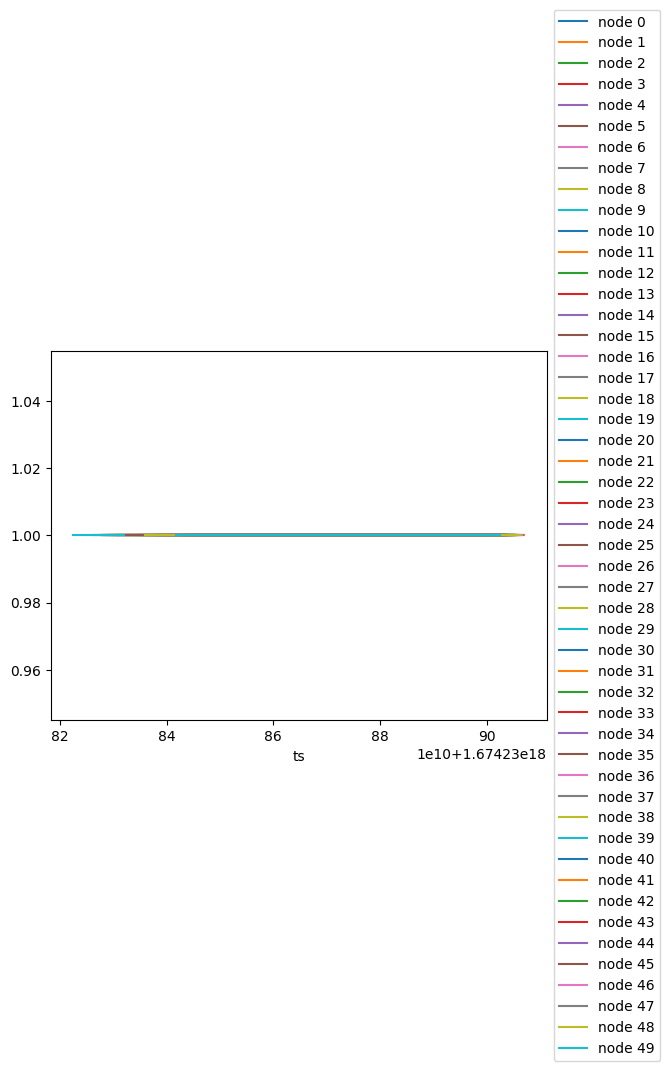 node 0
node 1
node 2
node 3
node 4
node 5
node 6
node 7
node 8
node 9
node 10
node 11
node 12
node 13
node 14
node 15
node 16
node 17
node 18
node 19
node 20
node 21
node 22
node 23
node 24
node 25
node 26
node 27
node 28
node 29
node 30
node 31
node 32
node 33
node 34
node 35
node 36
node 37
node 38
node 39
node 40
node 41
node 42
node 43
node 44
node 45
node 46
node 47
node 48
node 49
1.04
1.02
1.00
0.98
0.96
82 84 86 88 90
ts
1e10+1.67423e18